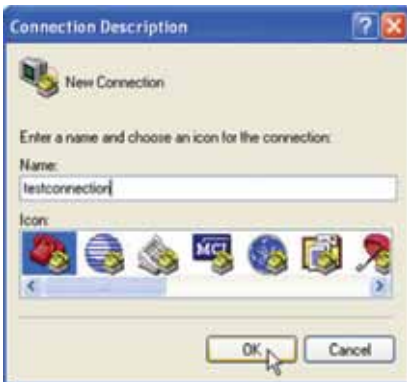 Connection Description
New Connection
Enter a name and choose an icon for the connection:
Name:
testconnection
Icon:
MCI
OK
Cancel